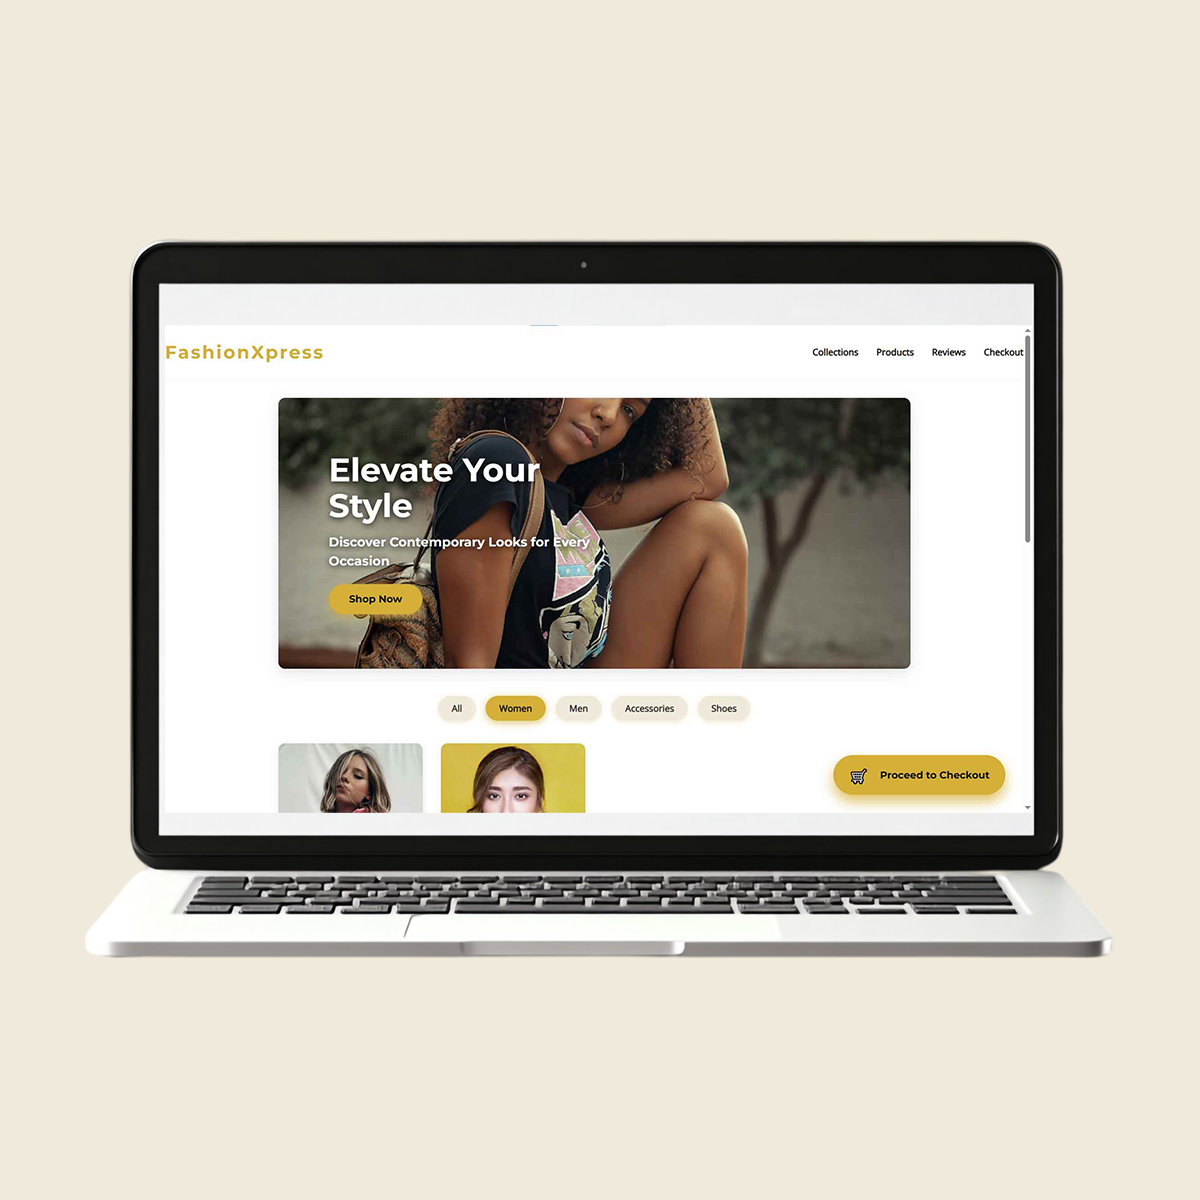 FashionXpress
Collections Products Reviews Checkout
Elevate Your
Style
Discover Contemporary Looks for Every
Occasion
Shop Now
All Women Men Accessories Shoes
Proceed to Checkout